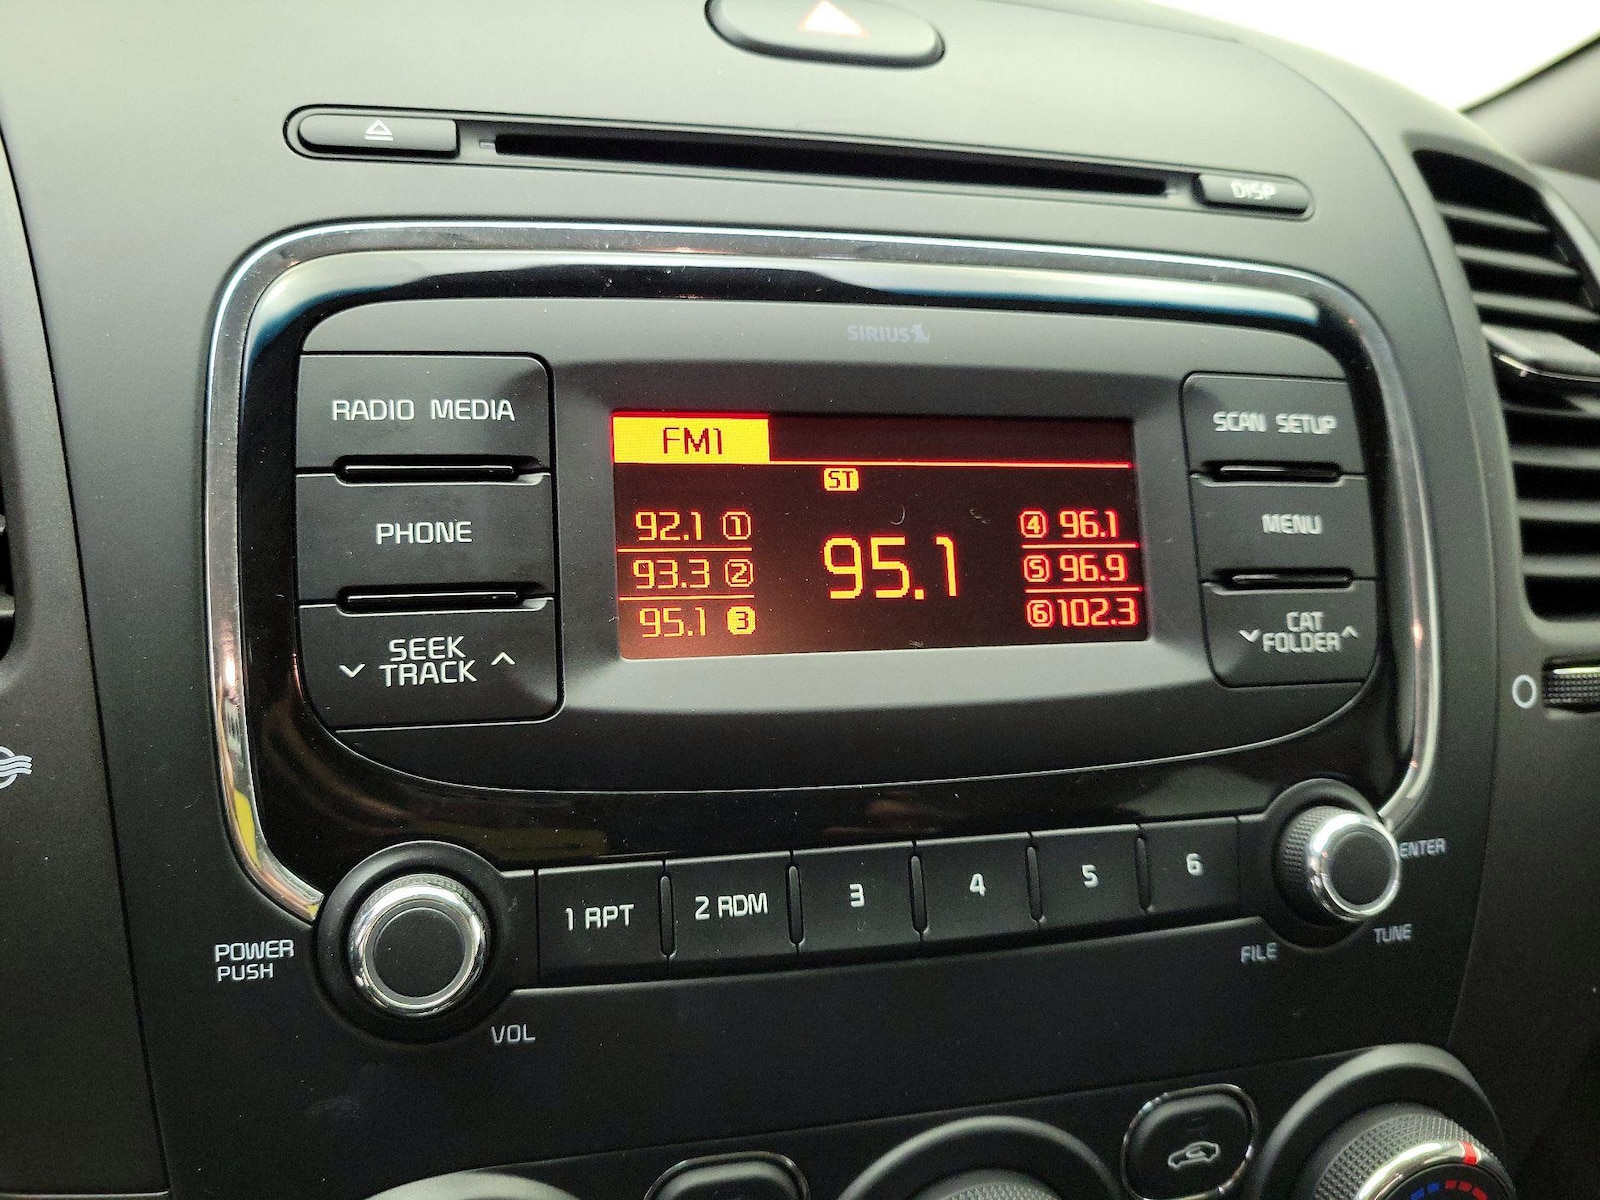 DISP
SIRIUS
RADIO MEDIA
PHONE
SEEK
TRACK
FM1
ST
92.1 1
93.3 2
95.1 3
95.1
4 96.1
5 96.9
6 102.3
SCAN SETUP
MENU
CAT
FOLDER
POWER
PUSH
VOL
1 RPT
2 RDM
3
4
5
6
ENTER
FILE
TUNE